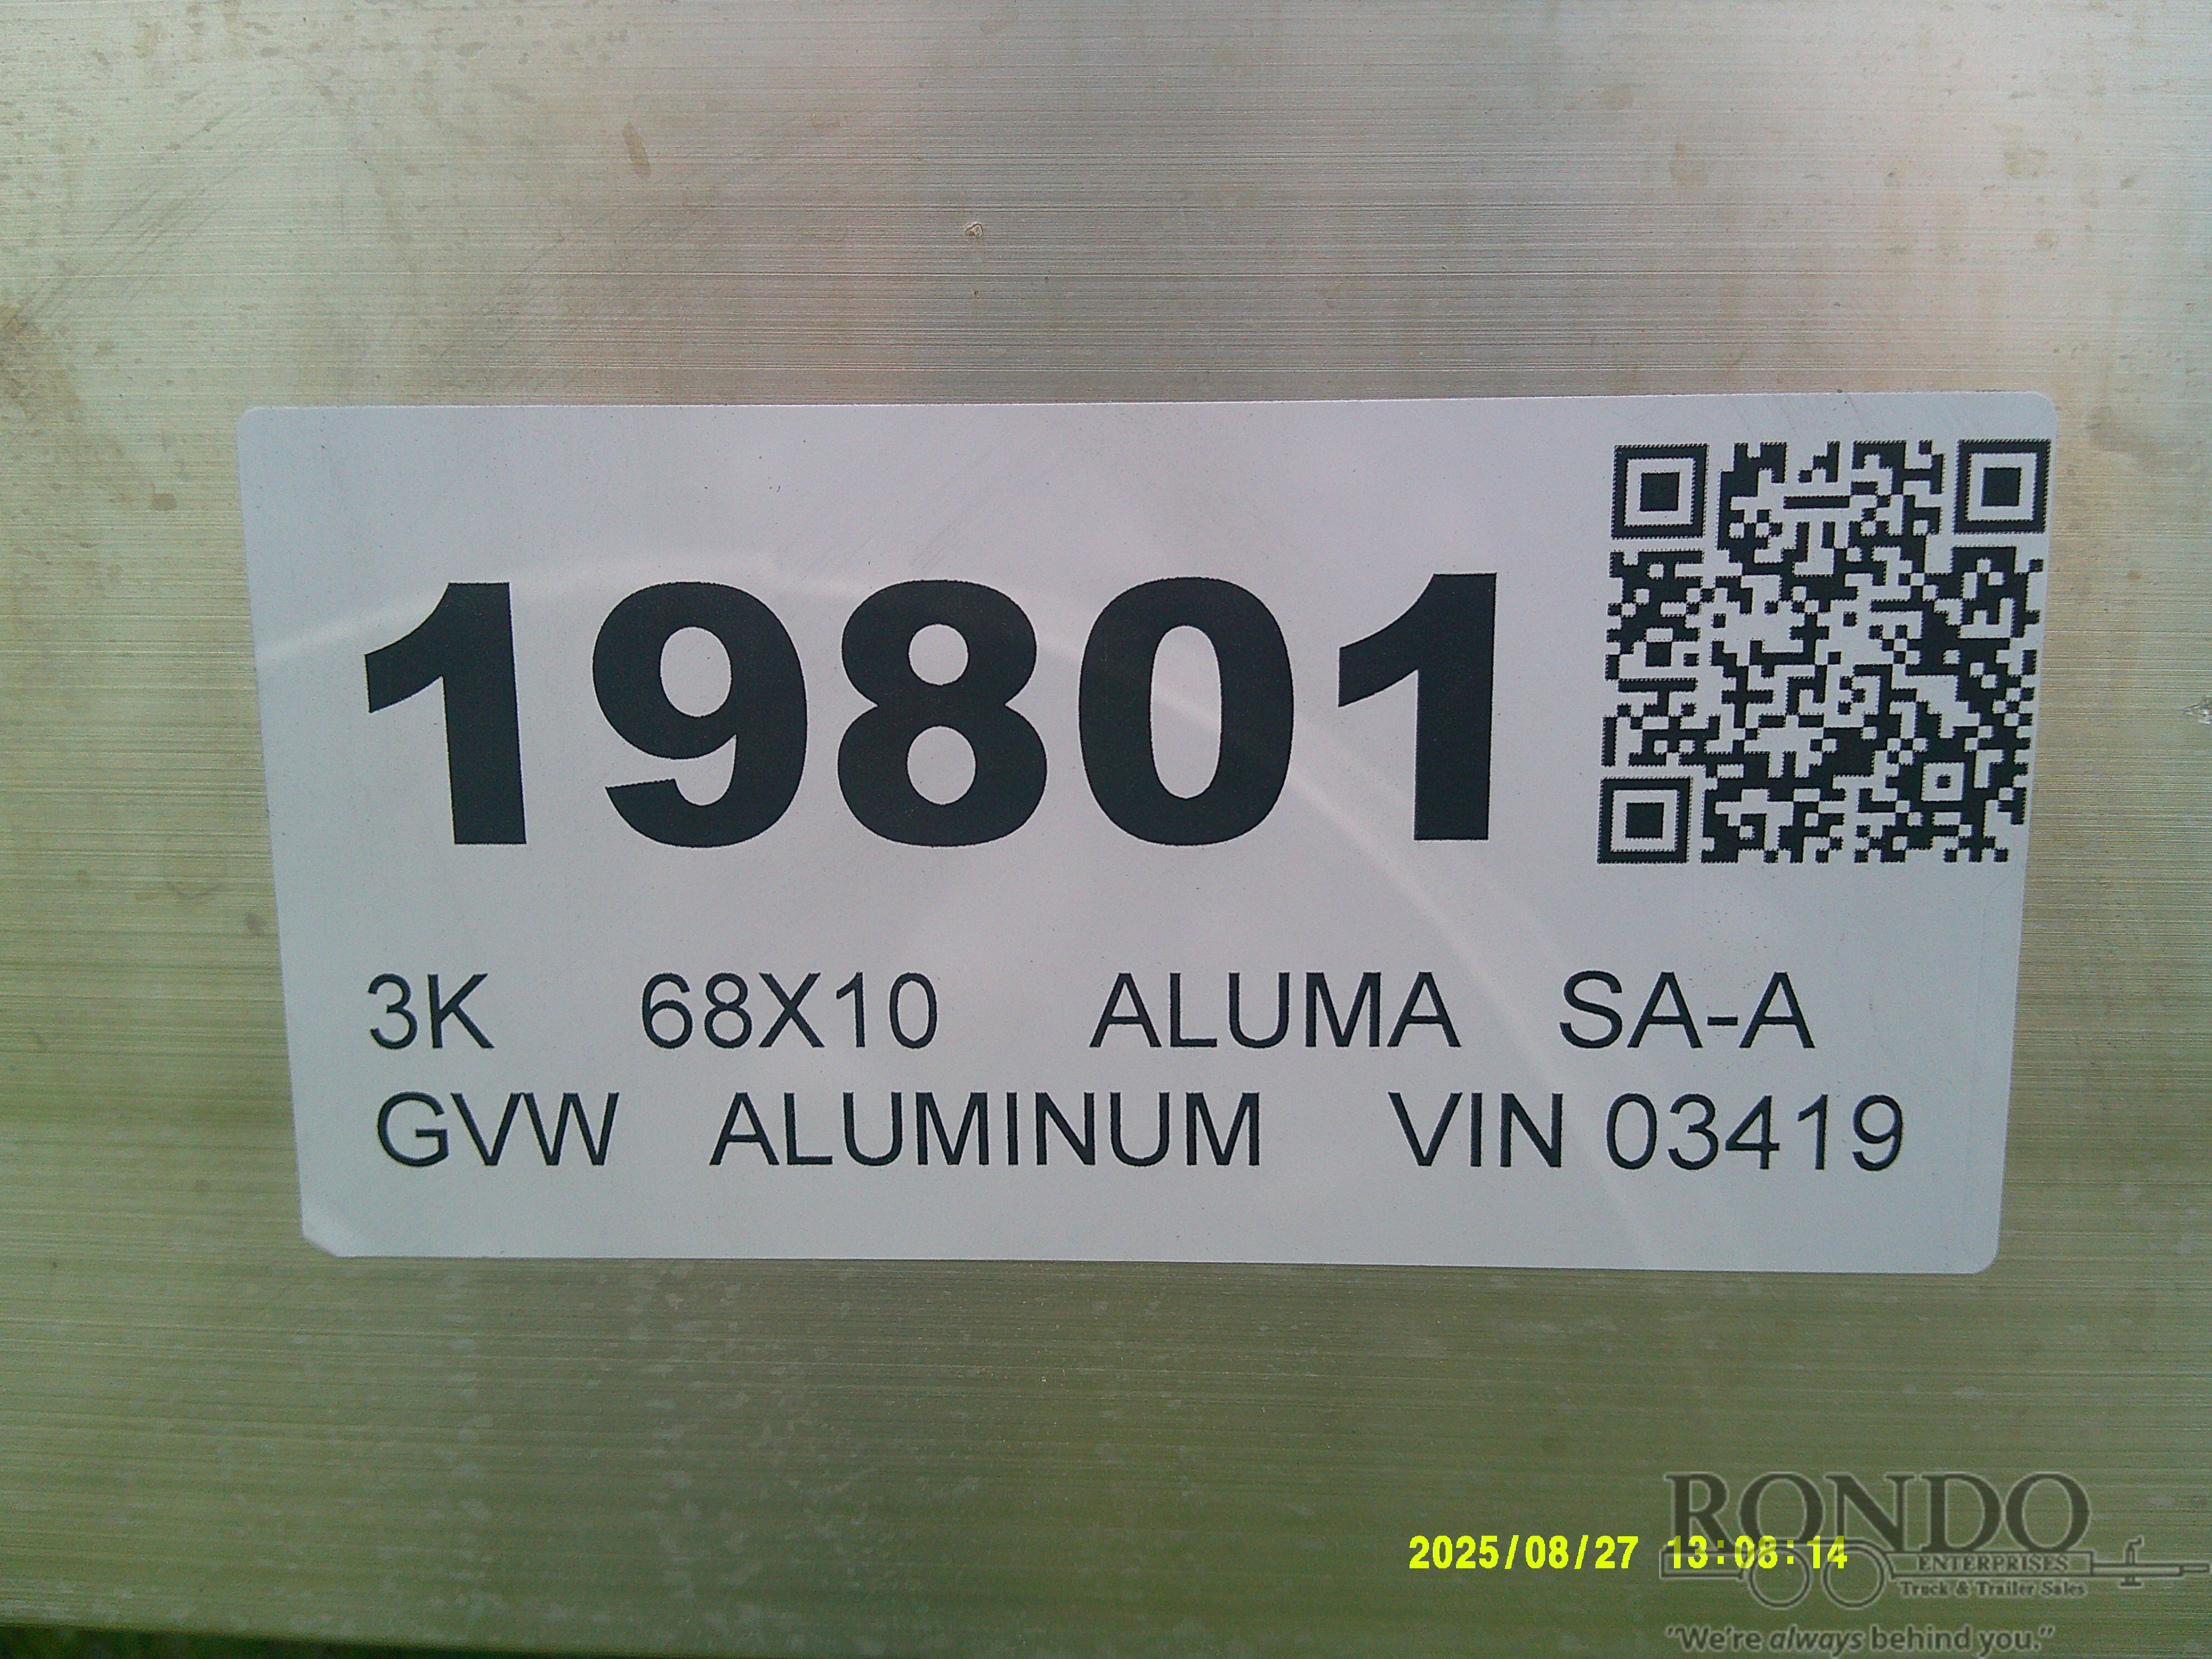 19801
3K 68X10 ALUMA SA-A
GVW ALUMINUM VIN 03419
2025/08/27 13:08:14
RONDO
ENTERPRISES
Truck & Trailer Sales
"We're always behind you."